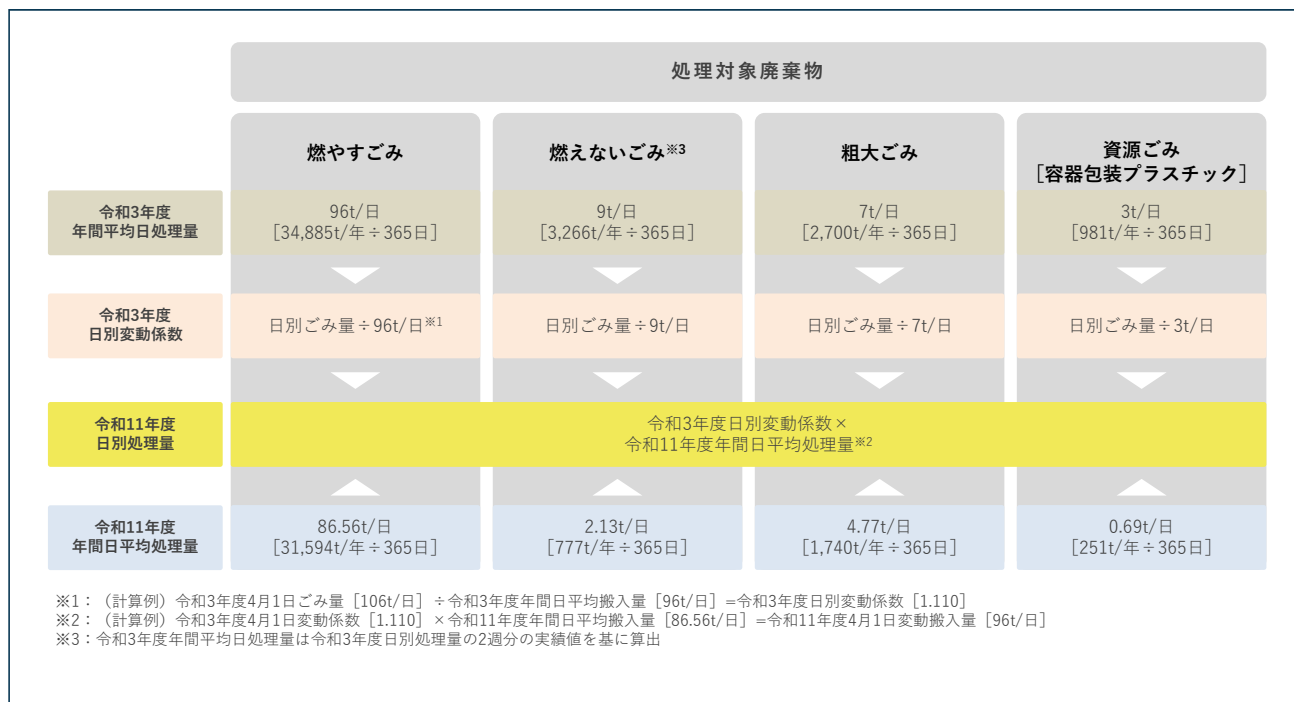 処理対象廃棄物
燃やすごみ
燃えないごみ※3
粗大ごみ
資源ごみ
［容器包装プラスチック］
令和3年度
年間平均日処理量
96t/日
［34,885t/年÷365日］
9t/日
［3,266t/年÷365日］
7t/日
［2,700t/年÷365日］
3t/日
［981t/年÷365日］
令和3年度
日別変動係数
日別ごみ量÷96t/日※1
日別ごみ量÷9t/日
日別ごみ量÷7t/日
日別ごみ量÷3t/日
令和11年度
日別処理量
令和3年度日別変動係数×
令和11年度年間日平均処理量※2
令和11年度
年間日平均処理量
86.56t/日
［31,594t/年÷365日］
2.13t/日
［777t/年÷365日］
4.77t/日
［1,740t/年÷365日］
0.69t/日
［251t/年÷365日］
※1：（計算例）令和3年度4月1日ごみ量［106t/日］÷令和3年度年間日平均搬入量［96t/日］=令和3年度日別変動係数［1.110］
※2：（計算例）令和3年度4月1日変動係数［1.110］×令和11年度年間日平均搬入量［86.56t/日］=令和11年度4月1日変動搬入量［96t/日］
※3：令和3年度年間平均日処理量は令和3年度日別処理量の2週分の実績値を基に算出